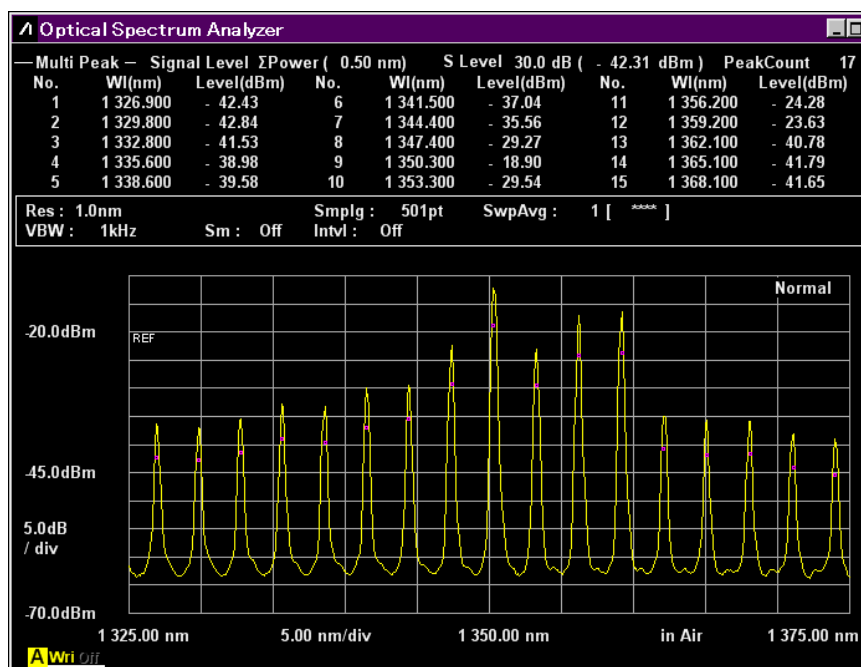 Optical Spectrum Analyzer
Multi Peak — Signal Level ΣPower ( 0.50 nm) S Level 30.0 dB ( - 42.31 dBm ) PeakCount 17
No. Wl(nm) Level(dBm) No. Wl(nm) Level(dBm) No. Wl(nm) Level(dBm)
1 1 326.900 - 42.43 6 1 341.500 - 37.04 11 1 356.200 - 24.28
2 1 329.800 - 42.84 7 1 344.400 - 35.56 12 1 359.200 - 23.63
3 1 332.800 - 41.53 8 1 347.400 - 29.27 13 1 362.100 - 40.78
4 1 335.600 - 38.98 9 1 350.300 - 18.90 14 1 365.100 - 41.79
5 1 338.600 - 39.58 10 1 353.300 - 29.54 15 1 368.100 - 41.65
Res : 1.0nm Smplg : 501pt SwpAvg : 1 [ **** ]
VBW : 1kHz Sm : Off Intvl : Off
Normal
-20.0dBm
REF
-45.0dBm
5.0dB
/ div
-70.0dBm
1 325.00 nm 5.00 nm/div 1 350.00 nm in Air 1 375.00 nm
A Wri Off